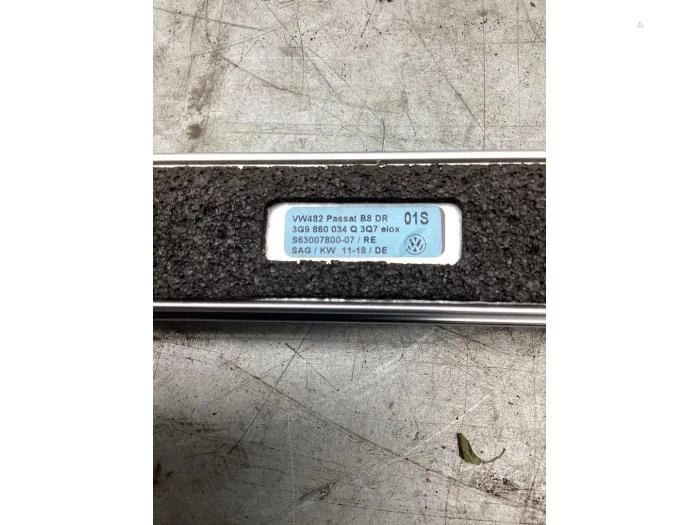 VW482 Passat B8 DR 01S
3G9 860 034 Q 3Q7 elox
S63007800-07 / RE
SAG / KW 11-18 / DE